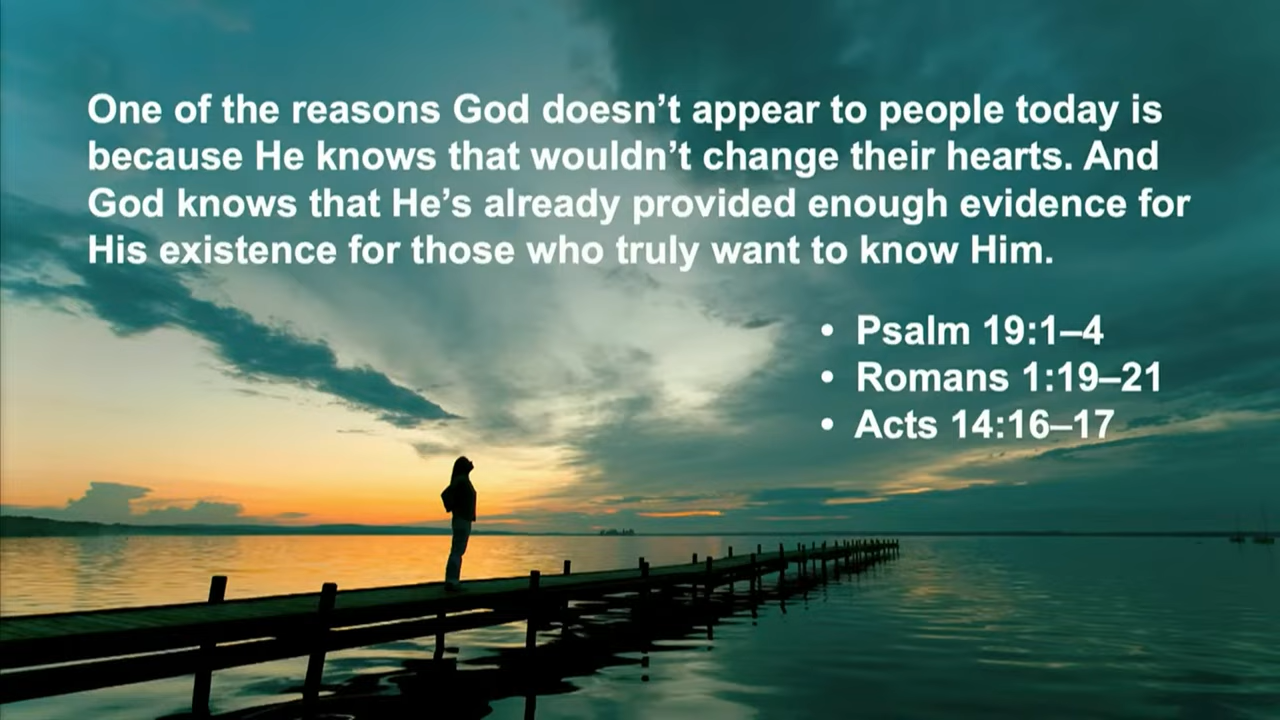 One of the reasons God doesn’t appear to people today is
because He knows that wouldn’t change their hearts. And
God knows that He’s already provided enough evidence for
His existence for those who truly want to know Him.
• Psalm 19:1–4
• Romans 1:19–21
• Acts 14:16–17